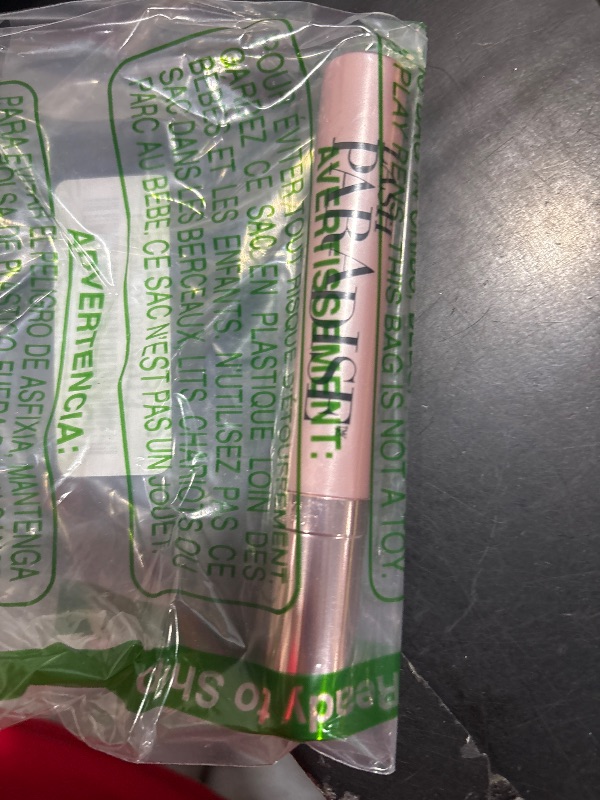 Lash
PARADISE™
PLAY PENS. THIS BAG IS NOT A TOY.
AVERTISSEMENT:
POUR ÉVITER TOUT RISQUE D'ÉTOUFFEMENT
GARDEZ CE SAC EN PLASTIQUE LOIN DES
BÉBÉS ET LES ENFANTS N'UTILISEZ PAS CE
SAC DANS LES BERCEAUX, LITS, CHARIOTS OU
PARC AU BÉBÉ CE SAC N'EST PAS UN JOUET
ADVERTENCIA:
PARA EVITAR EL PELIGRO DE ASFIXIA, MANTENGA
Ready to Ship